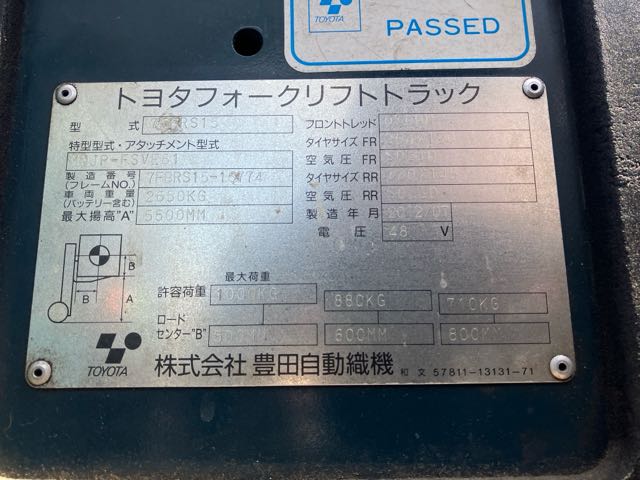 TOYOTA
PASSED
トヨタフォークリフトトラック
型 式
フロントトレッド
特型型式・アタッチメント型式
タイヤサイズ FR
空気圧 FR
製造番号
(フレームNO.)
タイヤサイズ RR
車両重量
(バッテリー含む) 2650KG
空気圧 RR
最大揚高"A" 5500MM
製造年月
電圧 48 V
B
B
A
最大荷重
許容荷重 1000KG 880KG 710KG
ロード
センター"B" 600MM 800MM
TOYOTA
株式会社 豊田自動織機
和文 57811-13131-71